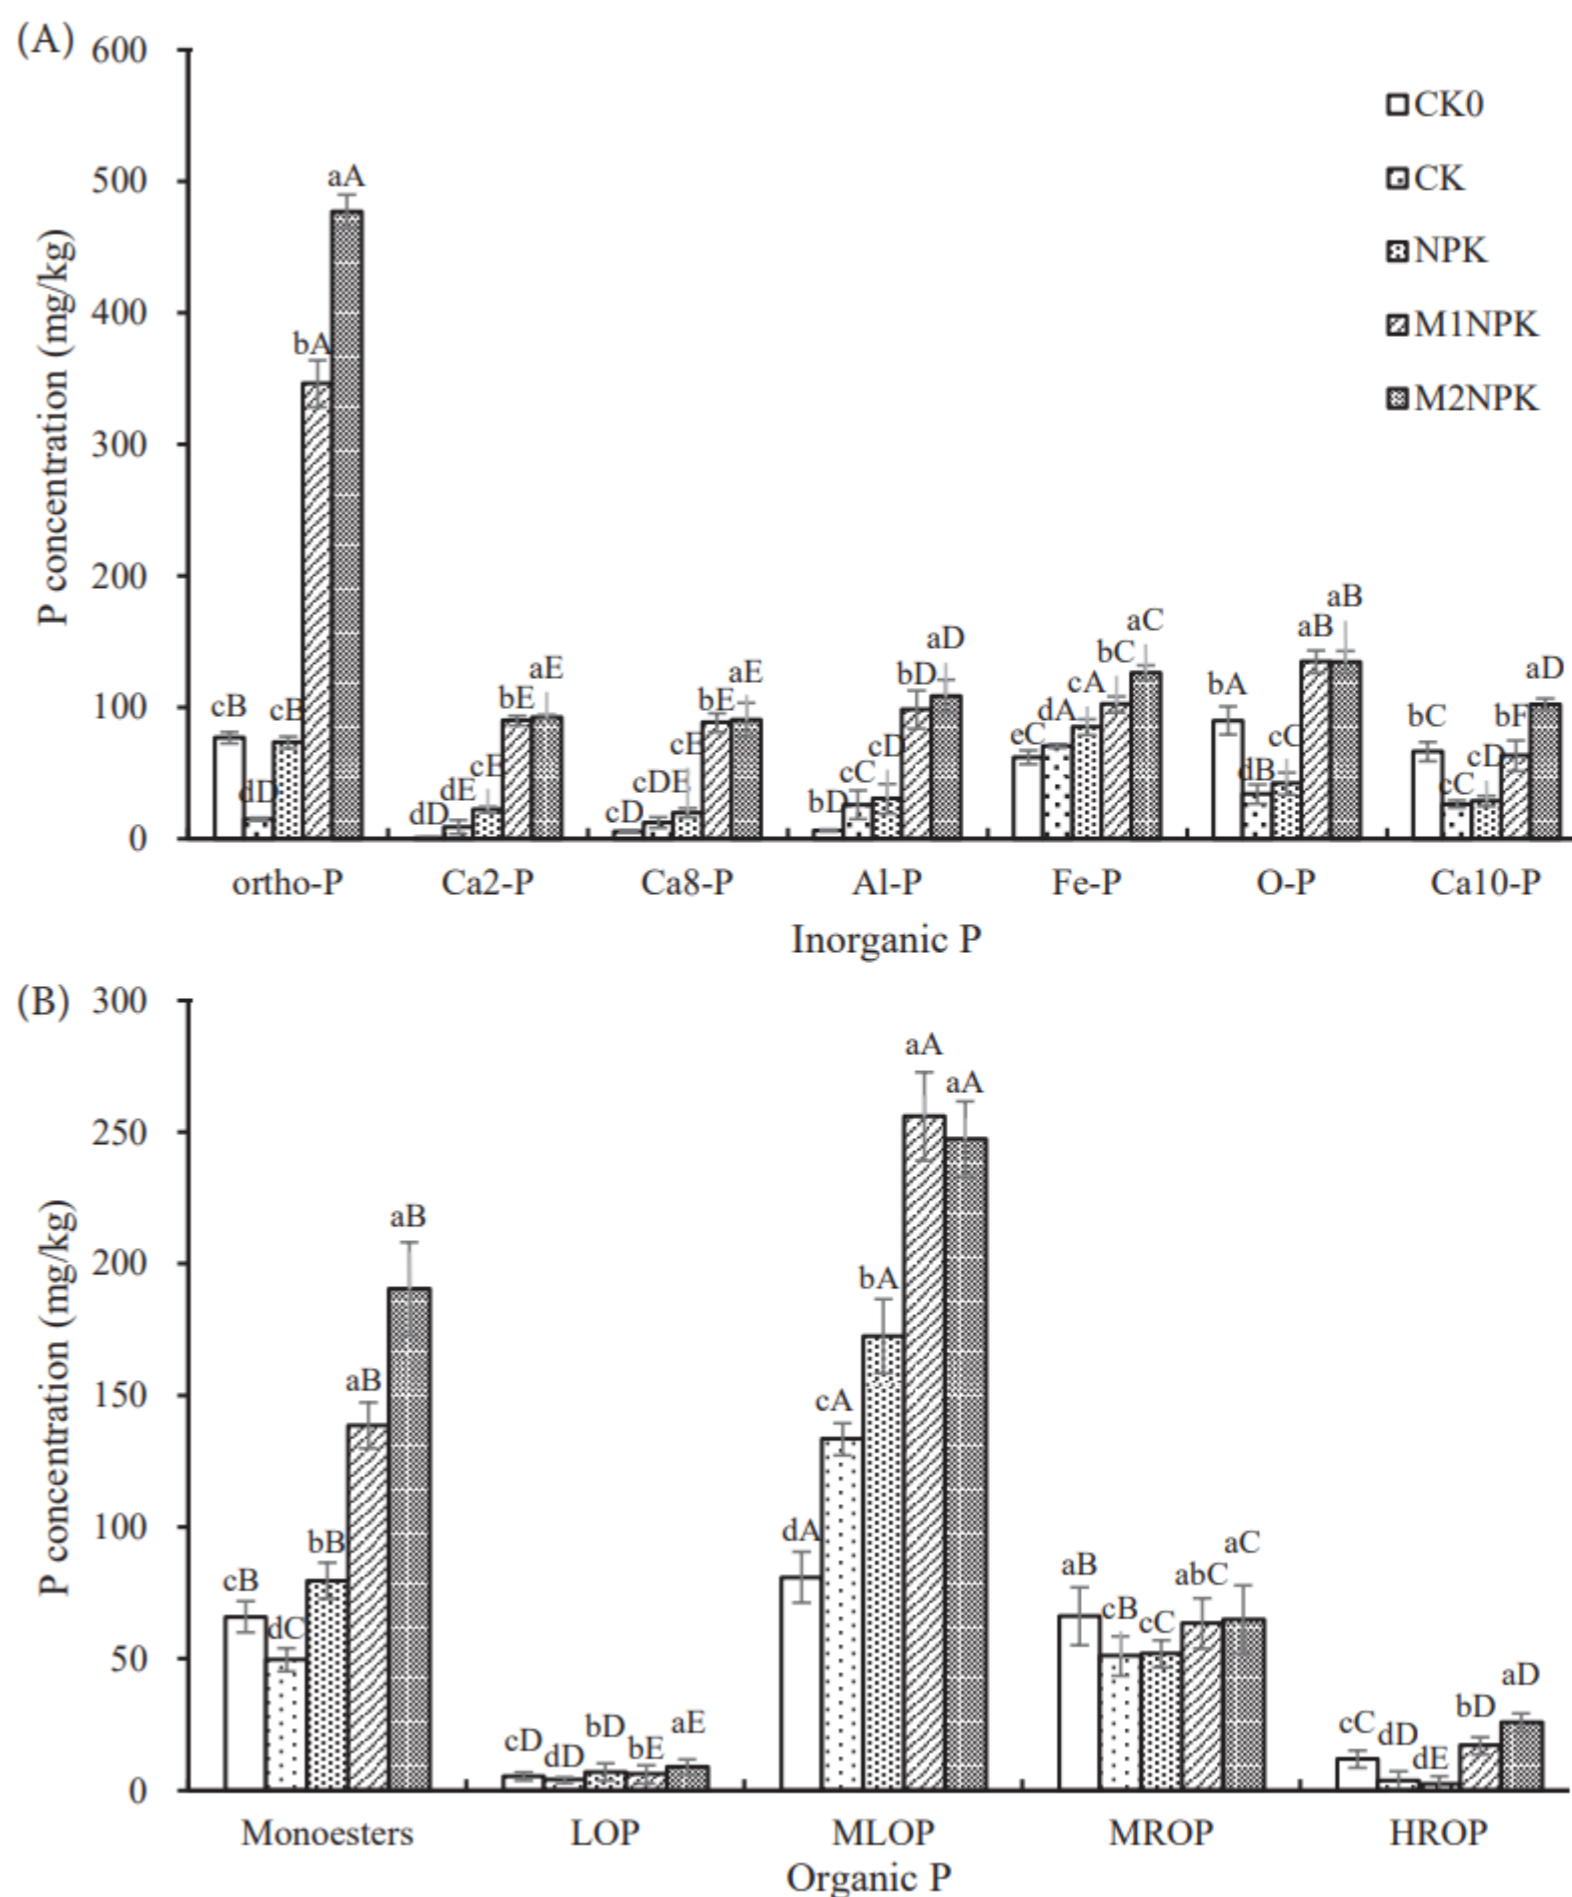 (A)
P concentration (mg/kg)
600
500
400
300
200
100
0
CK0
CK
NPK
M1NPK
M2NPK
cB dD cB bA aA
dD dE cE bE aE
cD cDE cE bE aE
bD cC cD bD aD
eC dA cA bC aC
bA dB cC aB aB
bC cC cD bF aD
ortho-P Ca2-P Ca8-P Al-P Fe-P O-P Ca10-P
Inorganic P
(B)
P concentration (mg/kg)
300
250
200
150
100
50
0
cB dC bB aB aB
cD dD bD bE aE
dA cA bA aA aA
aB cB cC abC aC
cC dD dE bD aD
Monoesters LOP MLOP MROP HROP
Organic P